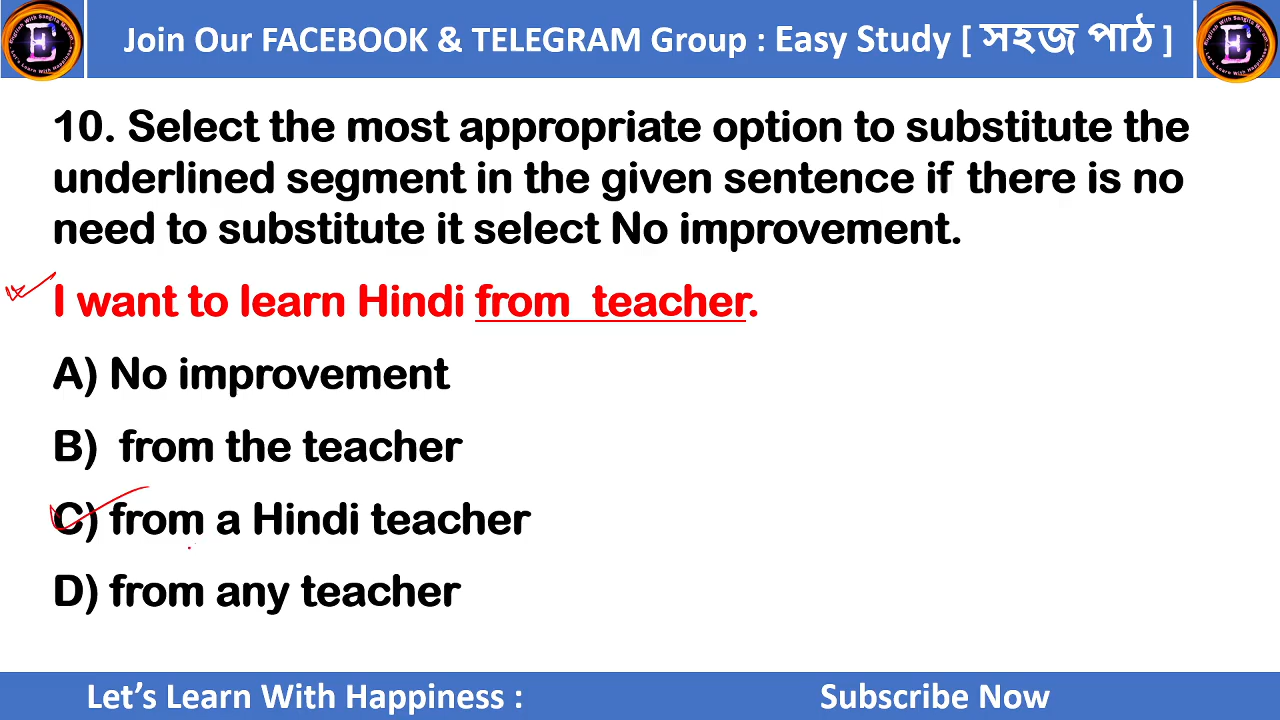 Join Our FACEBOOK & TELEGRAM Group : Easy Study [ সহজ পাঠ ]
10. Select the most appropriate option to substitute the
underlined segment in the given sentence if there is no
need to substitute it select No improvement.
I want to learn Hindi from teacher.
A) No improvement
B) from the teacher
C) from a Hindi teacher
D) from any teacher
Let's Learn With Happiness :
Subscribe Now